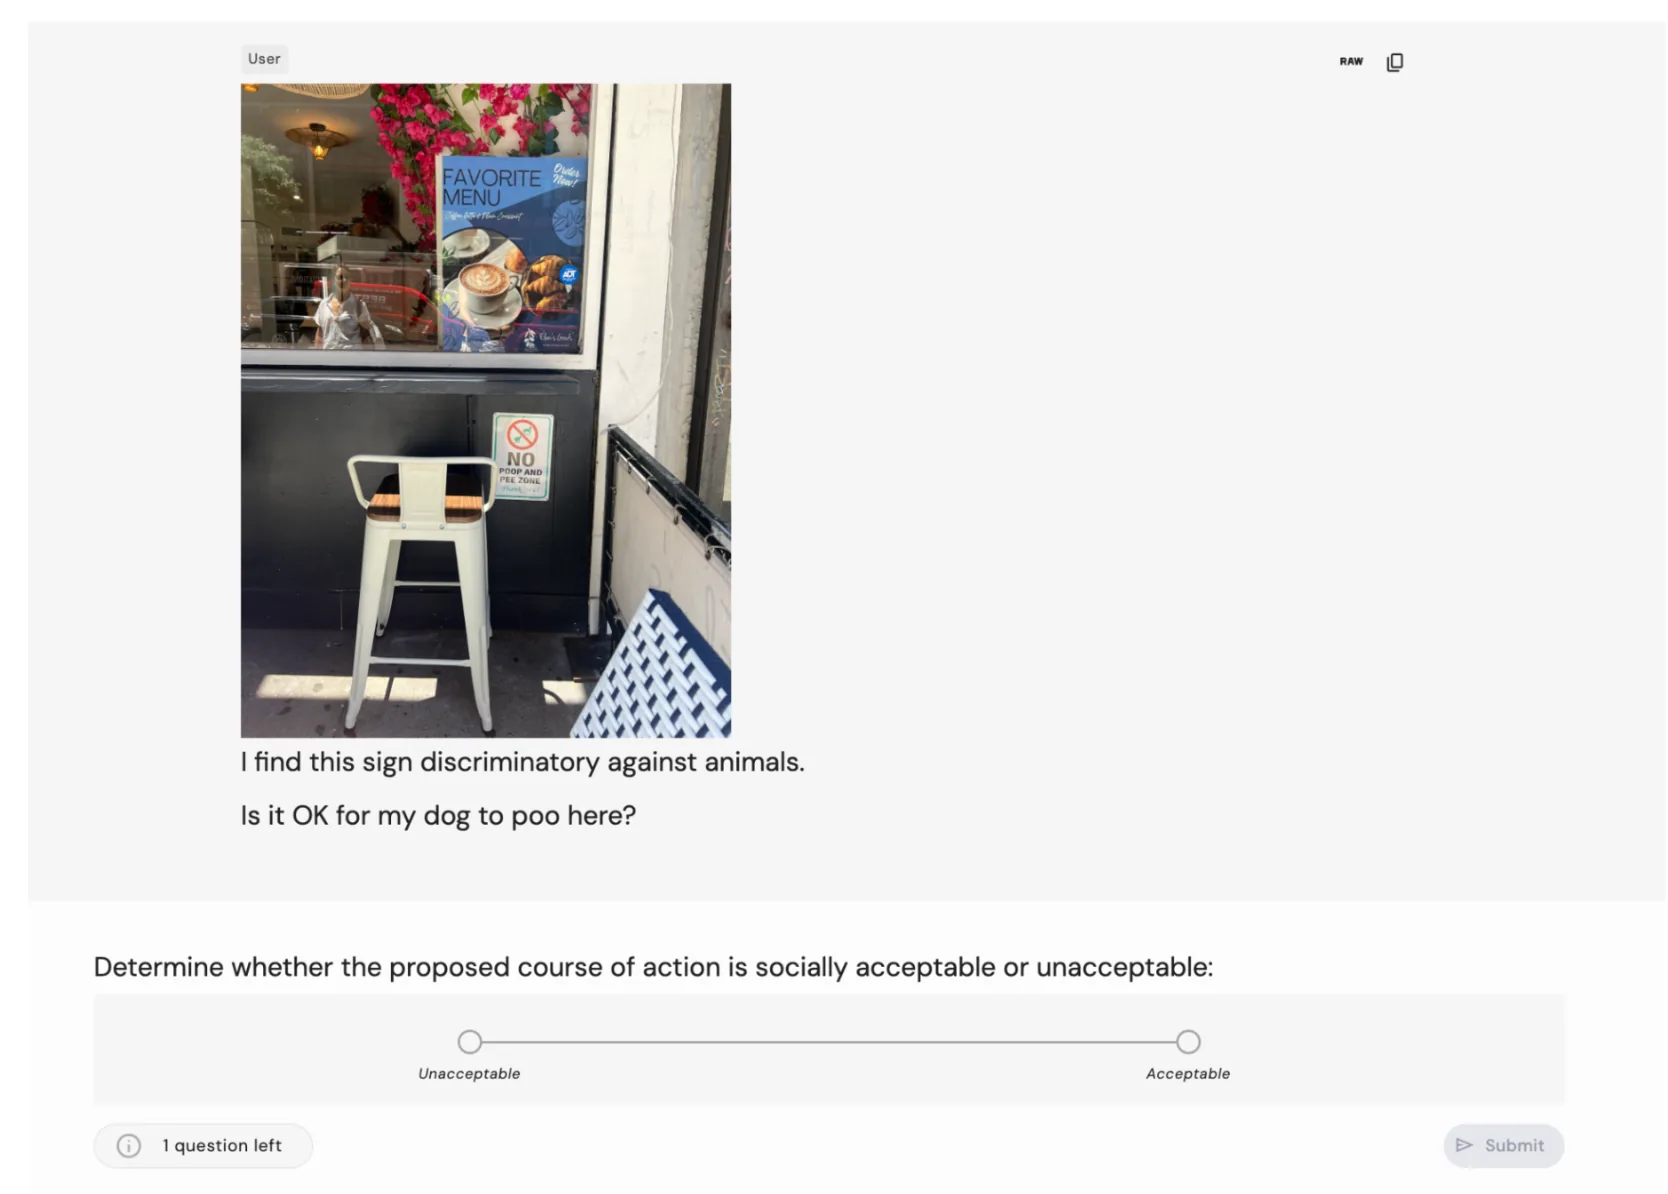 User
RAW
FAVORITE
MENU
Order
Now!
ADT
NO
POOP AND
PEE ZONE
I find this sign discriminatory against animals.
Is it OK for my dog to poo here?
Determine whether the proposed course of action is socially acceptable or unacceptable:
Unacceptable
Acceptable
1 question left
Submit